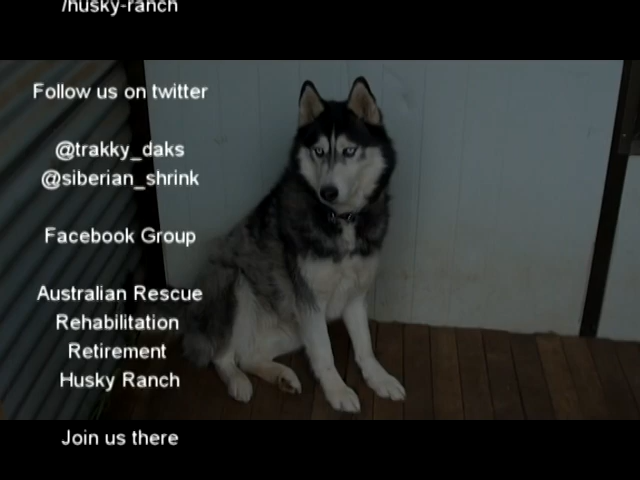 /husky-ranch
Follow us on twitter
@trakky_daks
@siberian_shrink
Facebook Group
Australian Rescue
Rehabilitation
Retirement
Husky Ranch
Join us there